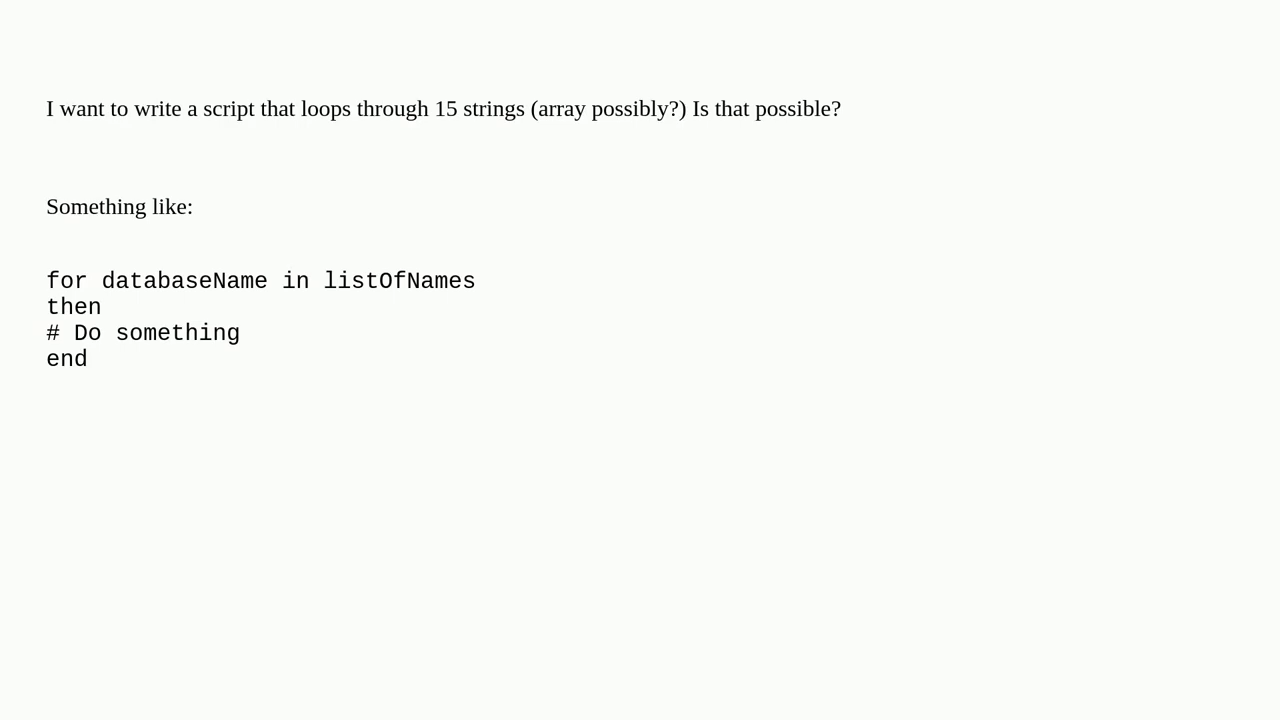 I want to write a script that loops through 15 strings (array possibly?) Is that possible?
Something like:
for databaseName in listOfNames
then
# Do something
end